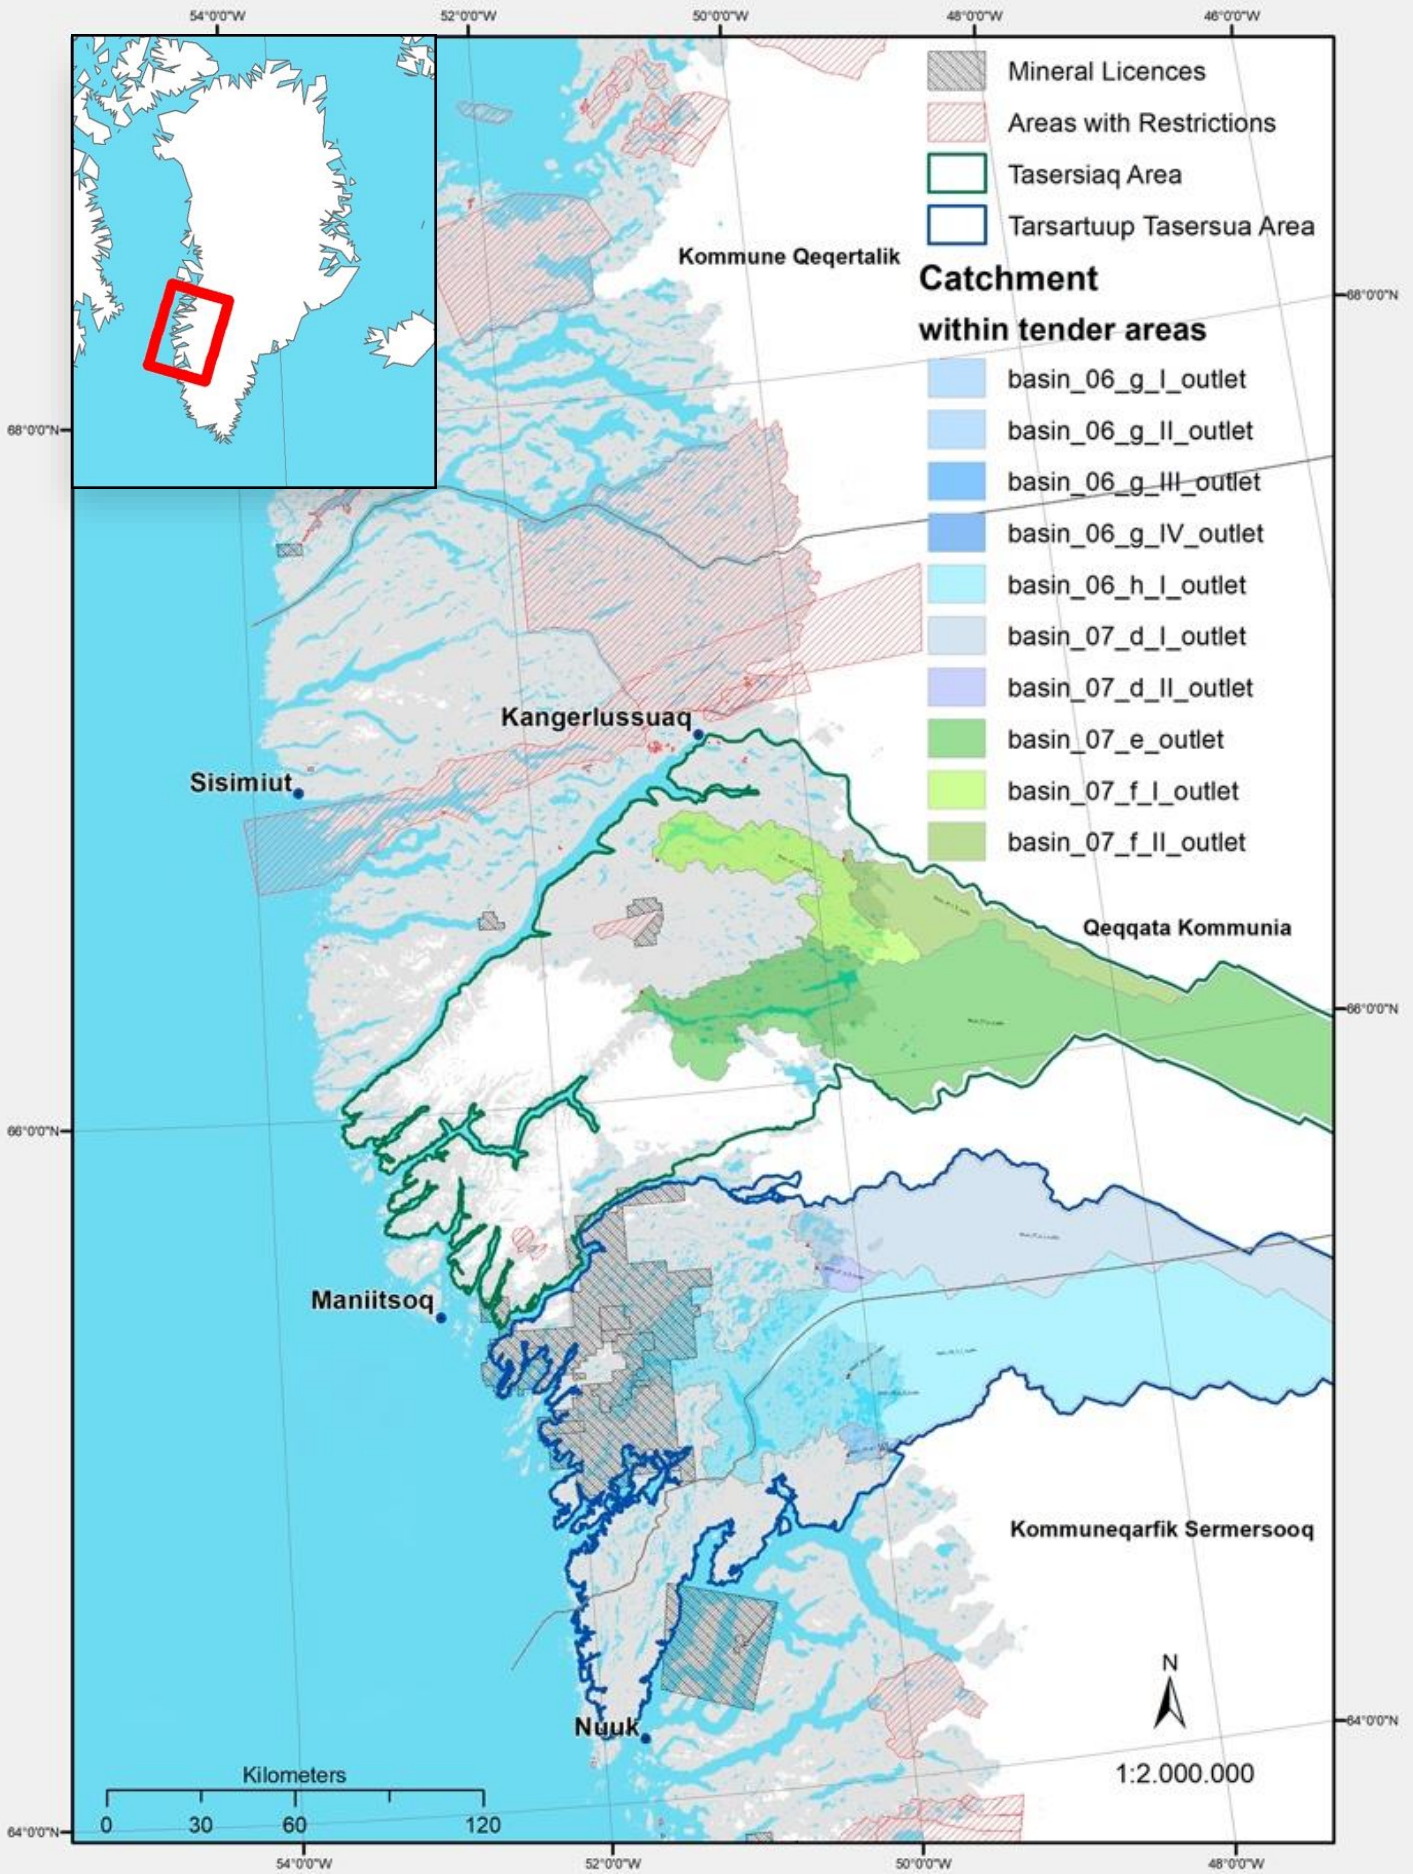 54°0'0"W
52°0'0"W
50°0'0"W
48°0'0"W
46°0'0"W
Mineral Licences
Areas with Restrictions
Tasersiaq Area
Tarsartuup Tasersua Area
Kommune Qeqertalik
Catchment
within tender areas
68°0'0"N
basin_06_g_I_outlet
basin_06_g_II_outlet
68°0'0"N
basin_06_g_III_outlet
basin_06_g_IV_outlet
basin_06_h_I_outlet
basin_07_d_I_outlet
basin_07_d_II_outlet
Kangerlussuaq
basin_07_e_outlet
Sisimiut
basin_07_f_I_outlet
basin_07_f_II_outlet
Qeqqata Kommunia
66°0'0"N
66°0'0"N
Maniitsoq
Kommuneqarfik Sermersooq
N
Nuuk
64°0'0"N
1:2.000.000
Kilometers
0 30 60 120
64°0'0"N
54°0'0"W
52°0'0"W
50°0'0"W
48°0'0"W